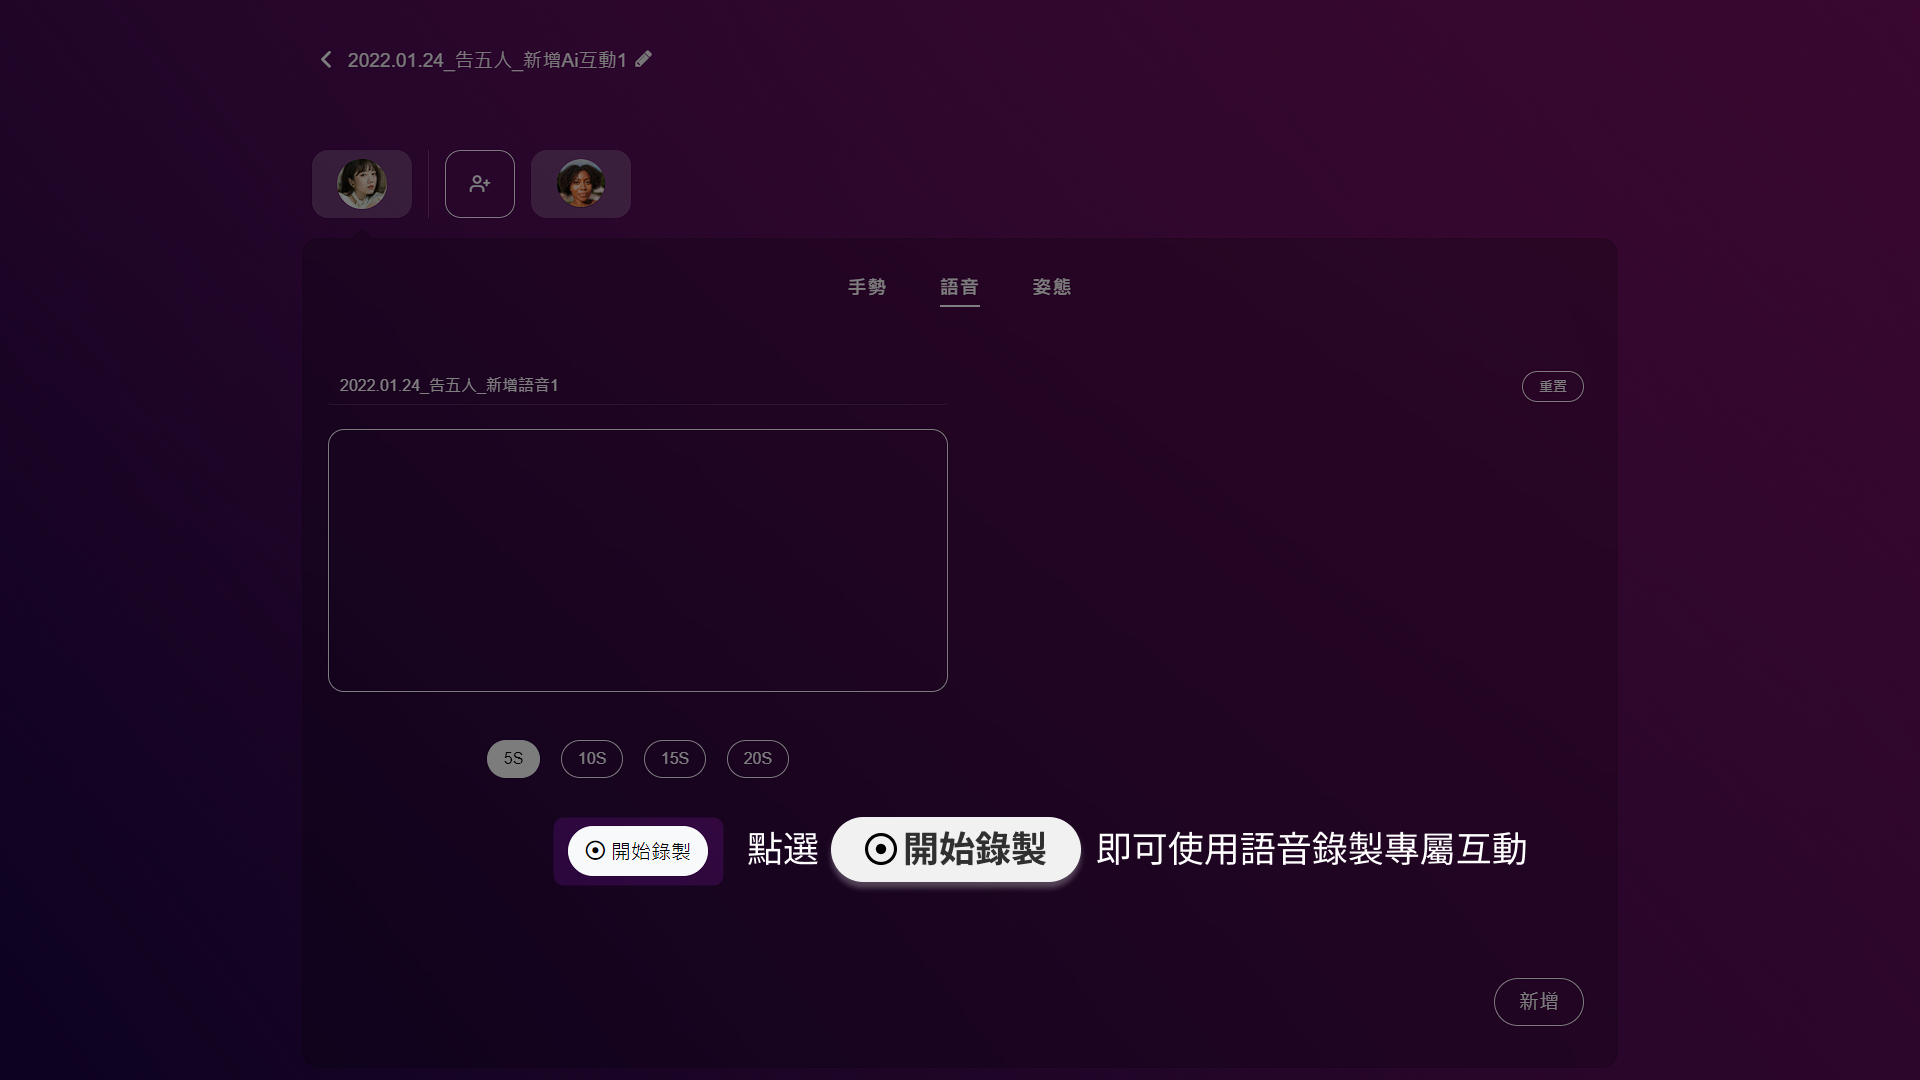 2022.01.24_告五人_新增Ai互動1
手勢 語音 姿態
2022.01.24_告五人_新增語音1
重置
5S 10S 15S 20S
開始錄製
點選 開始錄製 即可使用語音錄製專屬互動
新增